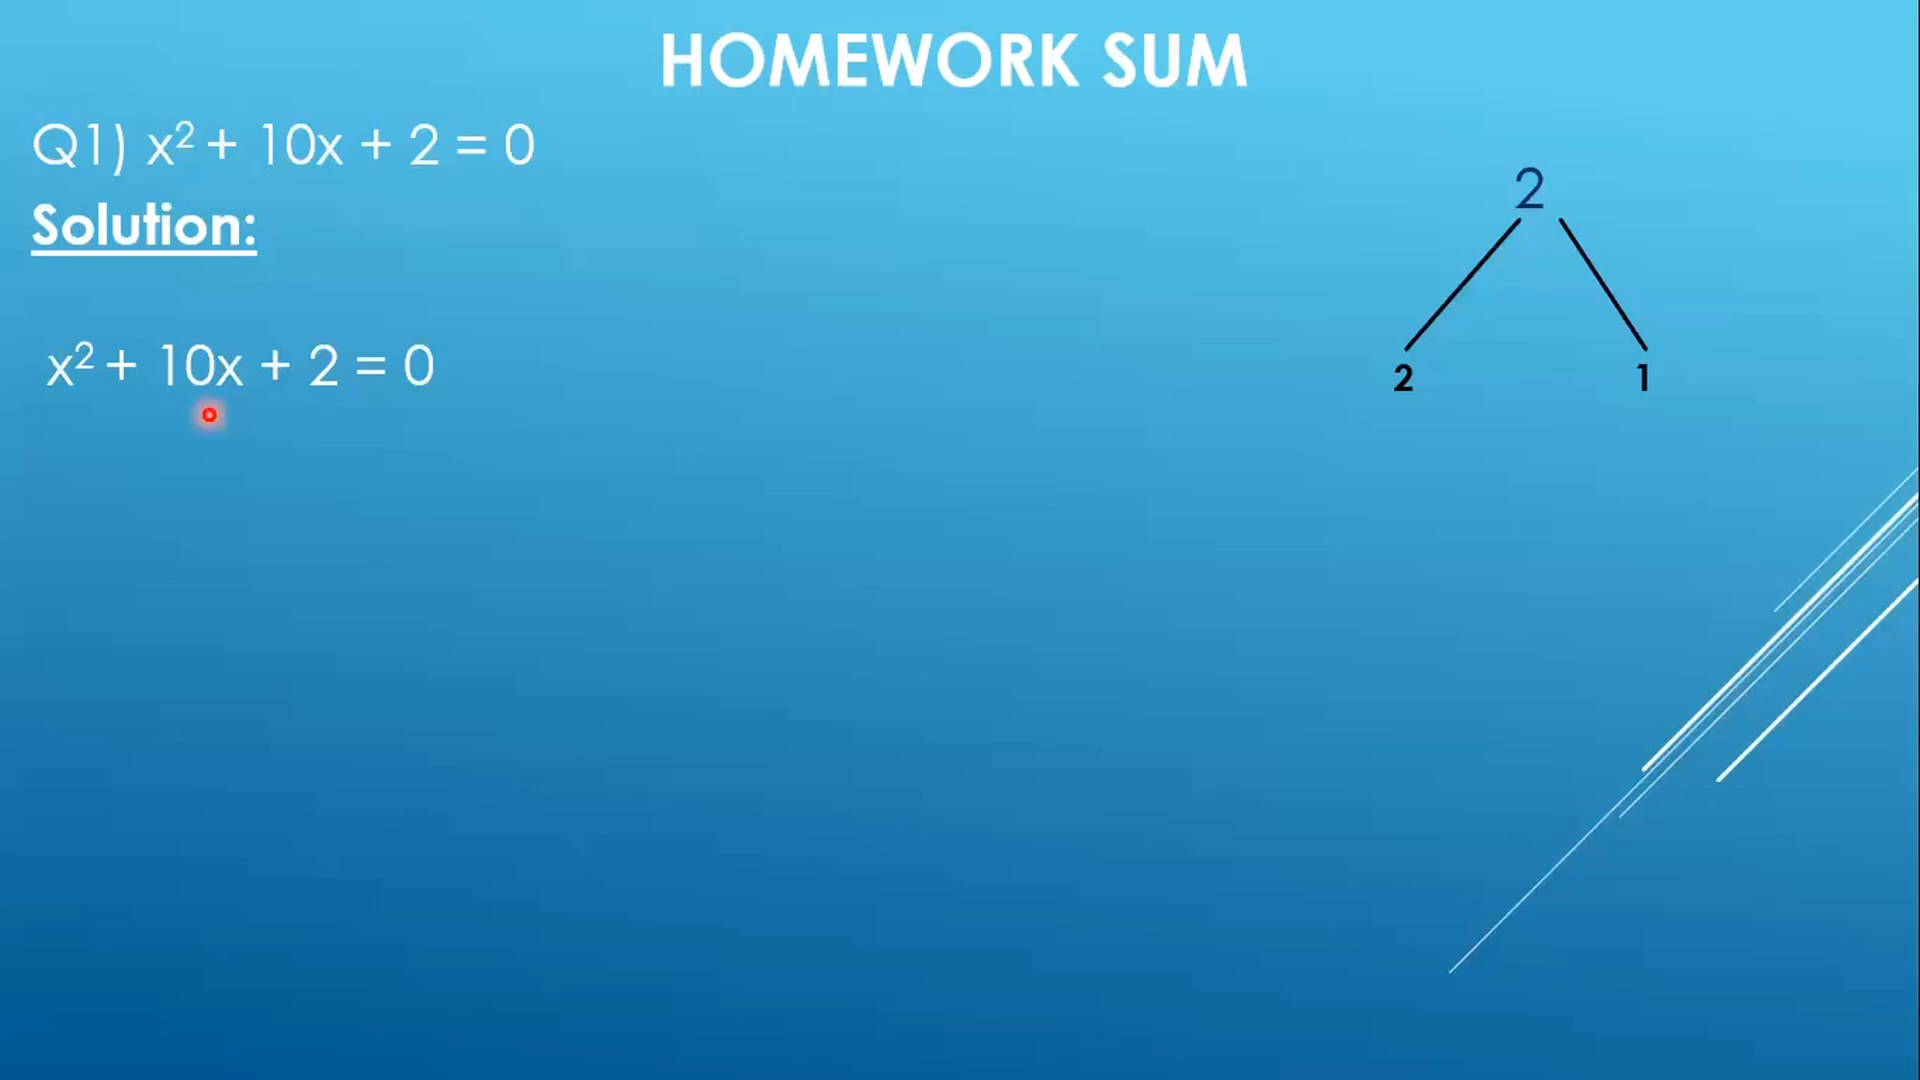 HOMEWORK SUM
Q1) x² + 10x + 2 = 0
Solution:
x² + 10x + 2 = 0
2
2 1